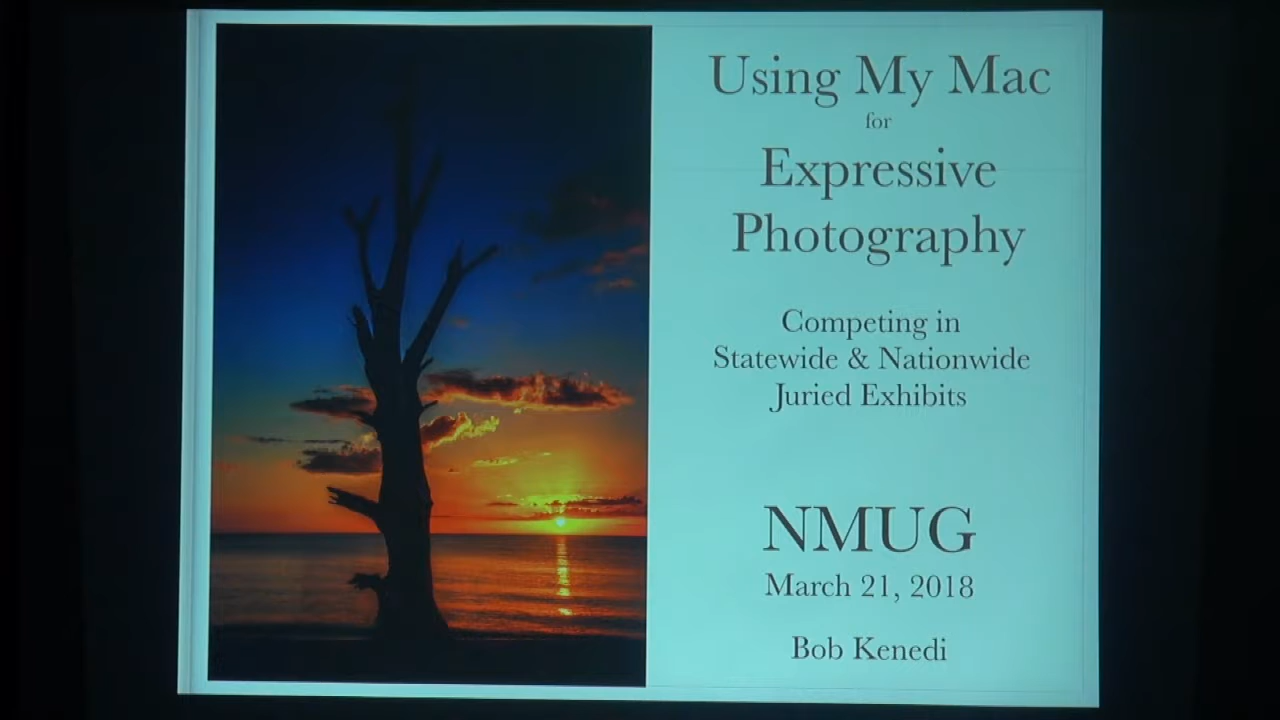 Using My Mac
for
Expressive
Photography
Competing in
Statewide & Nationwide
Juried Exhibits
NMUG
March 21, 2018
Bob Kenedi